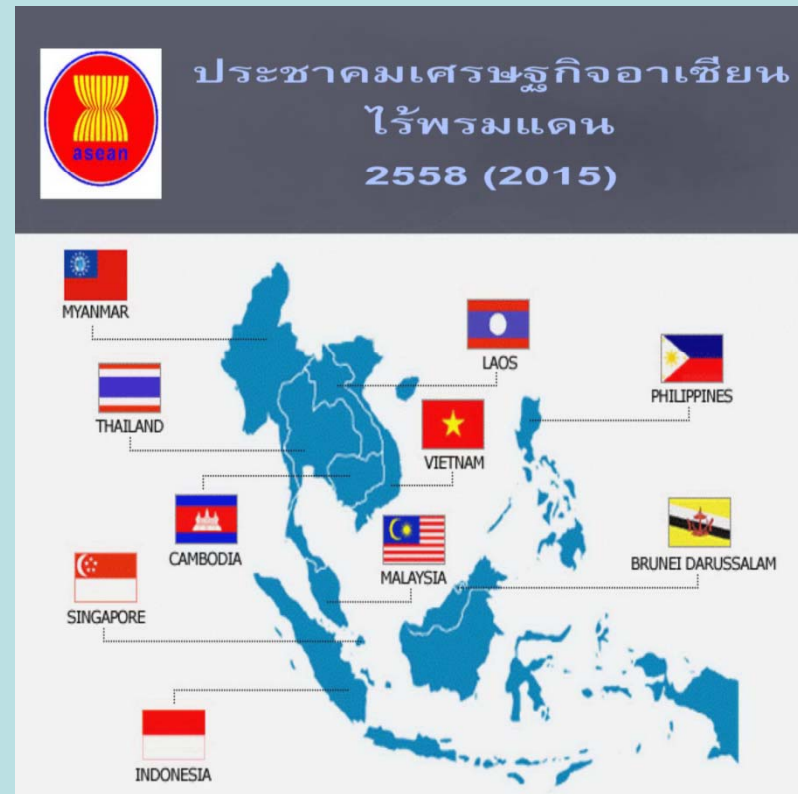 asean
ประชาคมเศรษฐกิจอาเซียน
ไร้พรมแดน
2558 (2015)
MYANMAR
LAOS
PHILIPPINES
THAILAND
VIETNAM
CAMBODIA
MALAYSIA
BRUNEI DARUSSALAM
SINGAPORE
INDONESIA